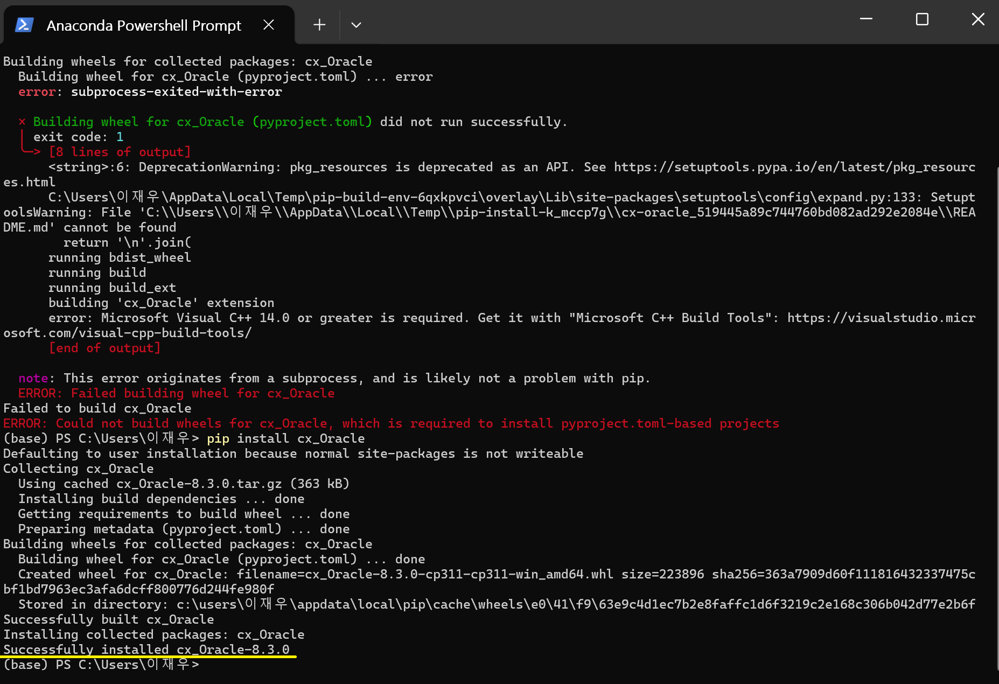 Anaconda Powershell Prompt
Building wheels for collected packages: cx_Oracle
Building wheel for cx_Oracle (pyproject.toml) ... error
error: subprocess-exited-with-error
× Building wheel for cx_Oracle (pyproject.toml) did not run successfully.
│ exit code: 1
╰─> [8 lines of output]
<string>:6: DeprecationWarning: pkg_resources is deprecated as an API. See https://setuptools.pypa.io/en/latest/pkg_resourc
es.html
C:\Users\이재우\AppData\Local\Temp\pip-build-env-6qxkpvci\overlay\Lib\site-packages\setuptools\config\expand.py:133: Setupt
oolsWarning: File 'C:\\Users\\이재우\\AppData\\Local\\Temp\\pip-install-k_mccp7g\\cx-oracle_519445a89c744760bd082ad292e2084e\\REA
DME.md' cannot be found
return '\n'.join(
running bdist_wheel
running build
running build_ext
building 'cx_Oracle' extension
error: Microsoft Visual C++ 14.0 or greater is required. Get it with "Microsoft C++ Build Tools": https://visualstudio.micr
osoft.com/visual-cpp-build-tools/
[end of output]
note: This error originates from a subprocess, and is likely not a problem with pip.
ERROR: Failed building wheel for cx_Oracle
Failed to build cx_Oracle
ERROR: Could not build wheels for cx_Oracle, which is required to install pyproject.toml-based projects
(base) PS C:\Users\이재우> pip install cx_Oracle
Defaulting to user installation because normal site-packages is not writeable
Collecting cx_Oracle
Using cached cx_Oracle-8.3.0.tar.gz (363 kB)
Installing build dependencies ... done
Getting requirements to build wheel ... done
Preparing metadata (pyproject.toml) ... done
Building wheels for collected packages: cx_Oracle
Building wheel for cx_Oracle (pyproject.toml) ... done
Created wheel for cx_Oracle: filename=cx_Oracle-8.3.0-cp311-cp311-win_amd64.whl size=223896 sha256=363a7909d60f111816432337475c
bf1bd7963ec3afa6dcff800776d244fe980f
Stored in directory: c:\users\이재우\appdata\local\pip\cache\wheels\e0\41\f9\63e9c4d1ec7b2e8faffc1d6f3219c2e168c306b042d77e2b6f
Successfully built cx_Oracle
Installing collected packages: cx_Oracle
Successfully installed cx_Oracle-8.3.0
(base) PS C:\Users\이재우>